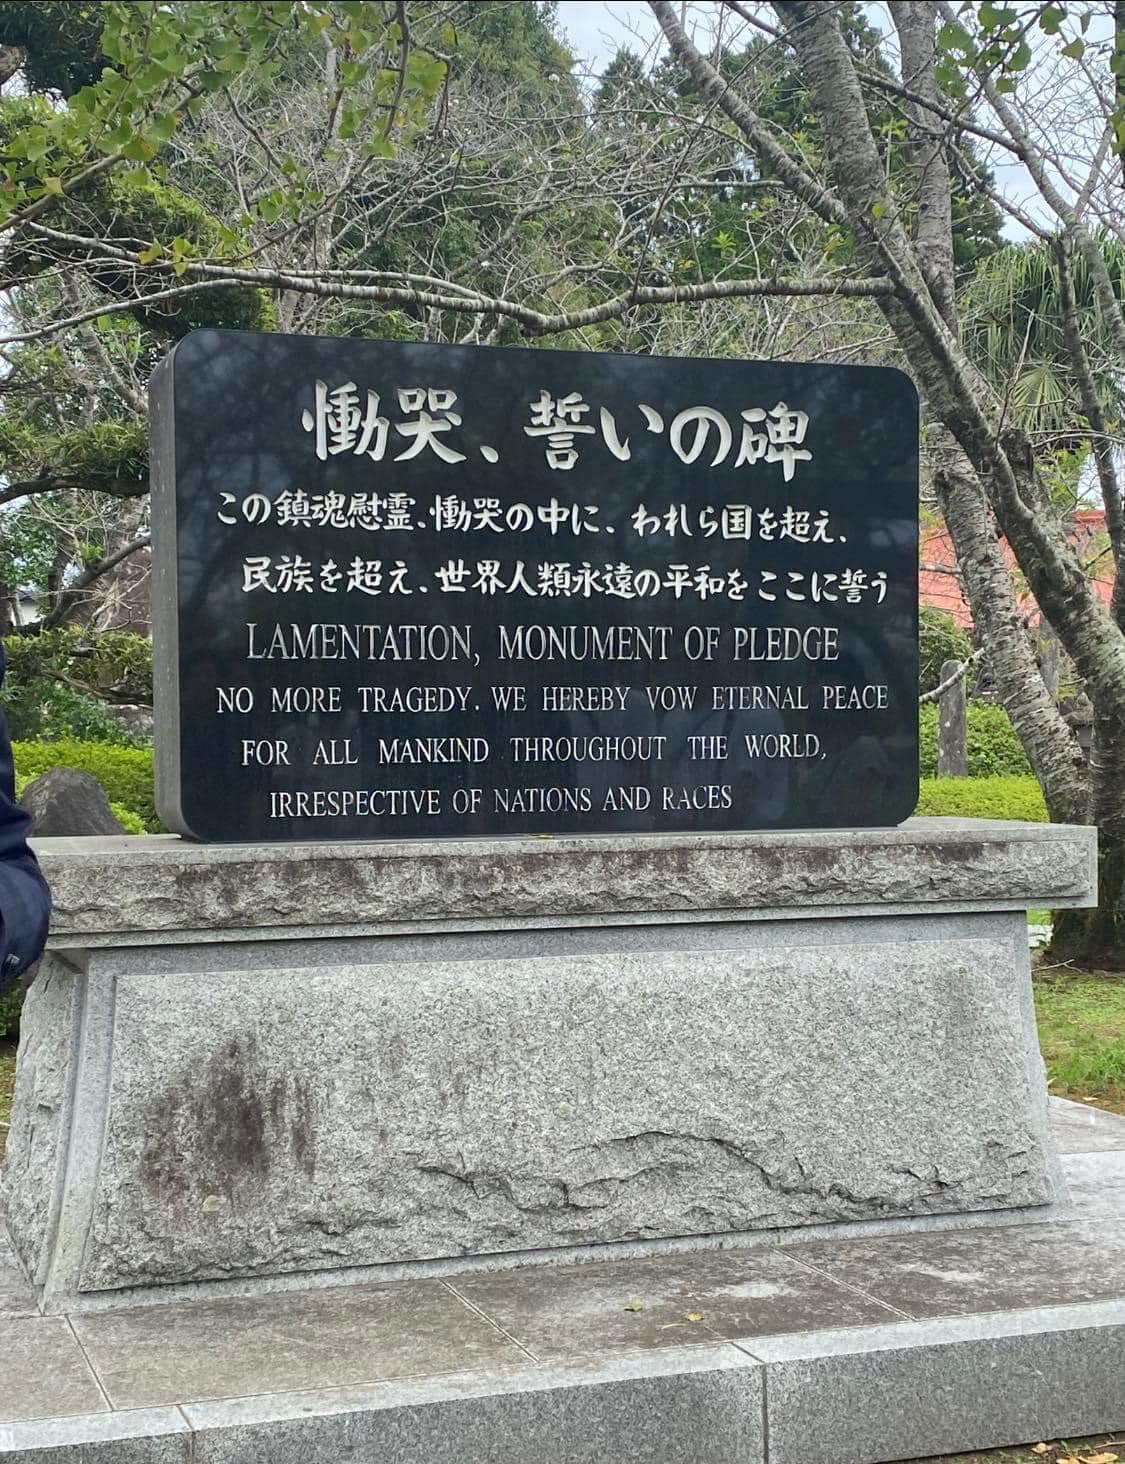 慟哭、誓いの碑
この鎮魂慰霊、慟哭の中に、われら国を超え、
民族を超え、世界人類永遠の平和をここに誓う
LAMENTATION, MONUMENT OF PLEDGE
NO MORE TRAGEDY. WE HEREBY VOW ETERNAL PEACE
FOR ALL MANKIND THROUGHOUT THE WORLD,
IRRESPECTIVE OF NATIONS AND RACES